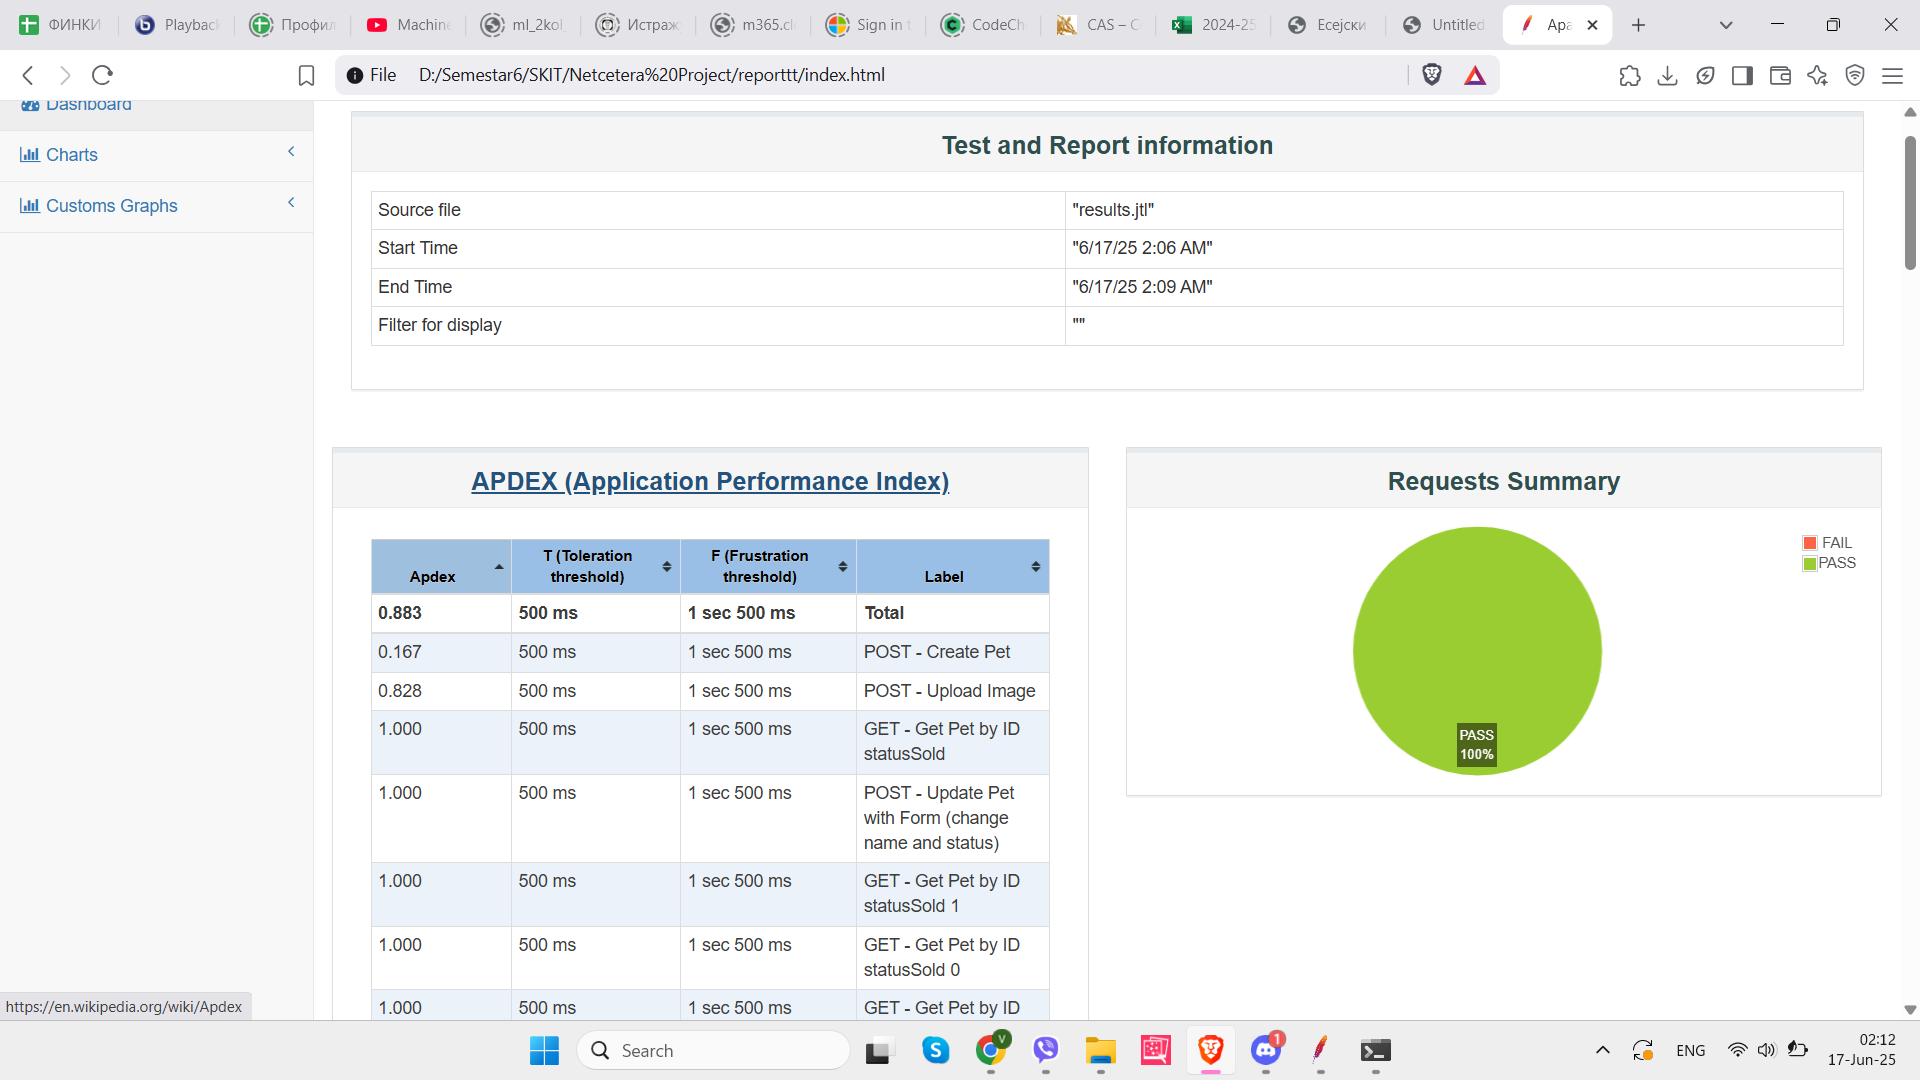 ФИНКИ
Playbac
Профил
Machine
ml_2kol
Истраж
m365.cl
Sign in t
CodeCh
CAS – C
2024-25
Есејски
Untitled
Apa
File D:/Semestar6/SKIT/Netcetera%20Project/reporttt/index.html
Dashboard
Charts
Customs Graphs
Test and Report information
Source file "results.jtl"
Start Time "6/17/25 2:06 AM"
End Time "6/17/25 2:09 AM"
Filter for display ""
APDEX (Application Performance Index)
Apdex T (Toleration threshold) F (Frustration threshold) Label
0.883 500 ms 1 sec 500 ms Total
0.167 500 ms 1 sec 500 ms POST - Create Pet
0.828 500 ms 1 sec 500 ms POST - Upload Image
1.000 500 ms 1 sec 500 ms GET - Get Pet by ID
statusSold
1.000 500 ms 1 sec 500 ms POST - Update Pet
with Form (change
name and status)
1.000 500 ms 1 sec 500 ms GET - Get Pet by ID
statusSold 1
1.000 500 ms 1 sec 500 ms GET - Get Pet by ID
statusSold 0
1.000 500 ms 1 sec 500 ms GET - Get Pet by ID
Requests Summary
FAIL
PASS
PASS
100%
https://en.wikipedia.org/wiki/Apdex
Search
V
1
ENG
02:12
17-Jun-25